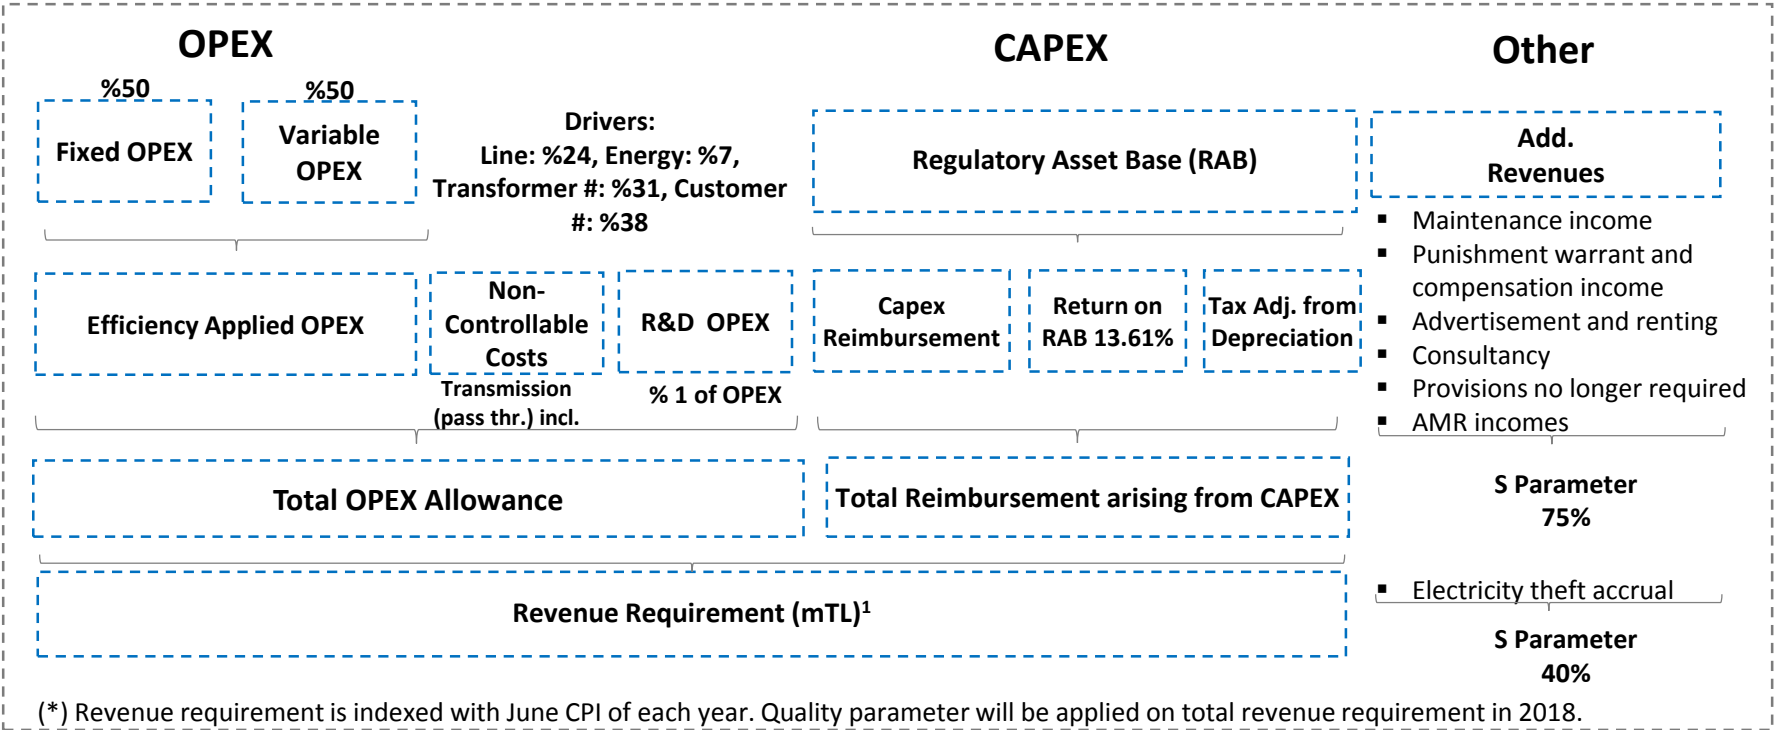 OPEX
CAPEX
Other
%50
%50
Fixed OPEX
Variable
OPEX
Drivers:
Line: %24, Energy: %7,
Transformer #: %31, Customer
#: %38
Regulatory Asset Base (RAB)
Add.
Revenues
▪ Maintenance income
▪ Punishment warrant and
compensation income
▪ Advertisement and renting
▪ Consultancy
▪ Provisions no longer required
▪ AMR incomes
Efficiency Applied OPEX
Non-
Controllable
Costs
Transmission
(pass thr.) incl.
R&D OPEX
% 1 of OPEX
Capex
Reimbursement
Return on
RAB 13.61%
Tax Adj. from
Depreciation
Total OPEX Allowance
Total Reimbursement arising from CAPEX
S Parameter
75%
Revenue Requirement (mTL)¹
▪ Electricity theft accrual
S Parameter
40%
(*) Revenue requirement is indexed with June CPI of each year. Quality parameter will be applied on total revenue requirement in 2018.